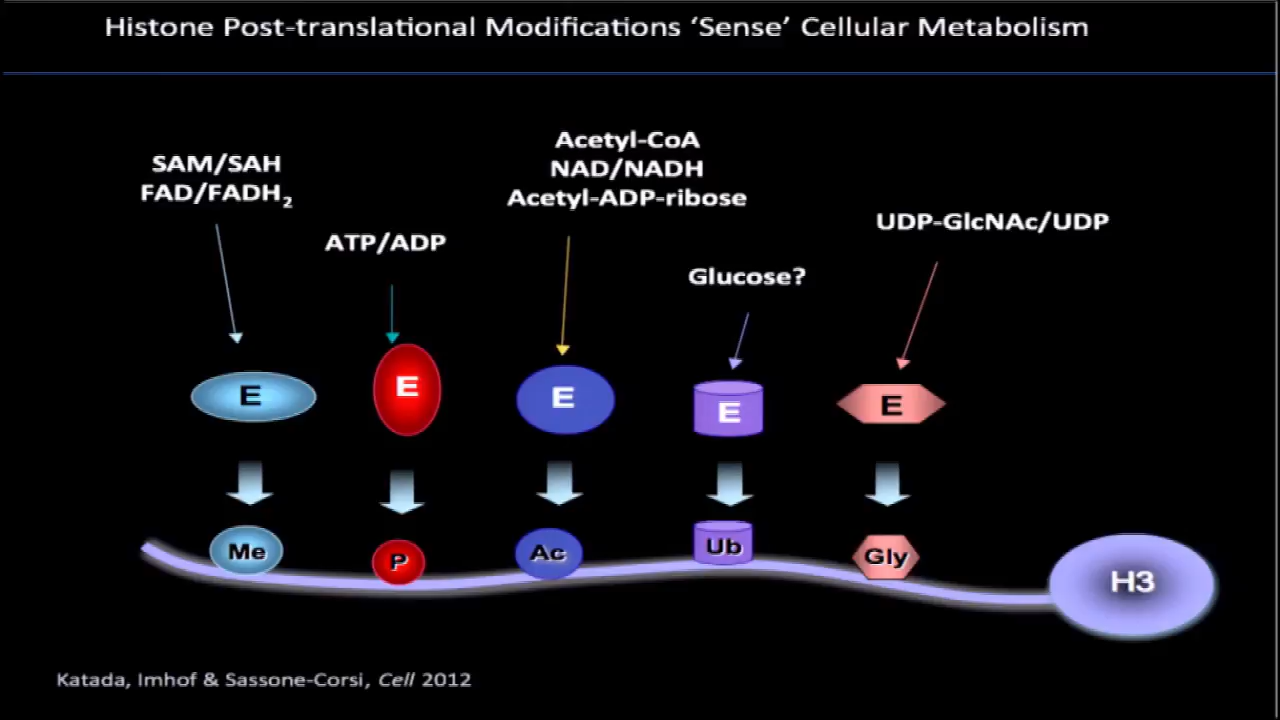 Histone Post-translational Modifications ‘Sense’ Cellular Metabolism
SAM/SAH
FAD/FADH₂
ATP/ADP
Acetyl-CoA
NAD/NADH
Acetyl-ADP-ribose
Glucose?
UDP-GlcNAc/UDP
E
E
E
E
E
Me
P
Ac
Ub
Gly
H3
Katada, Imhof & Sassone-Corsi, Cell 2012